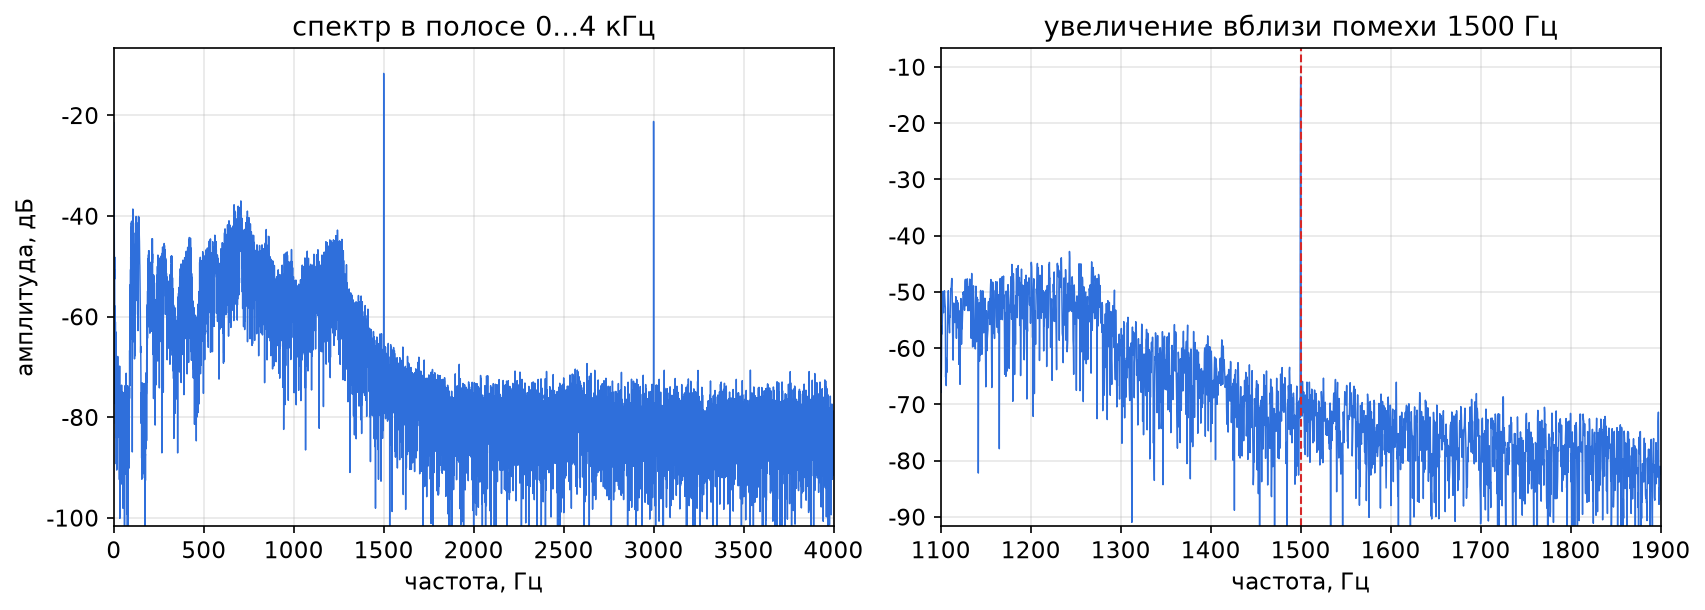 спектр в полосе 0...4 кГц
амплитуда, дБ
-20
-40
-60
-80
-100
0 500 1000 1500 2000 2500 3000 3500 4000
частота, Гц
увеличение вблизи помехи 1500 Гц
-10
-20
-30
-40
-50
-60
-70
-80
-90
1100 1200 1300 1400 1500 1600 1700 1800 1900
частота, Гц